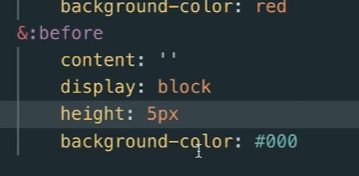 background-color: red
&:before
content: ''
display: block
height: 5px
background-color: #000